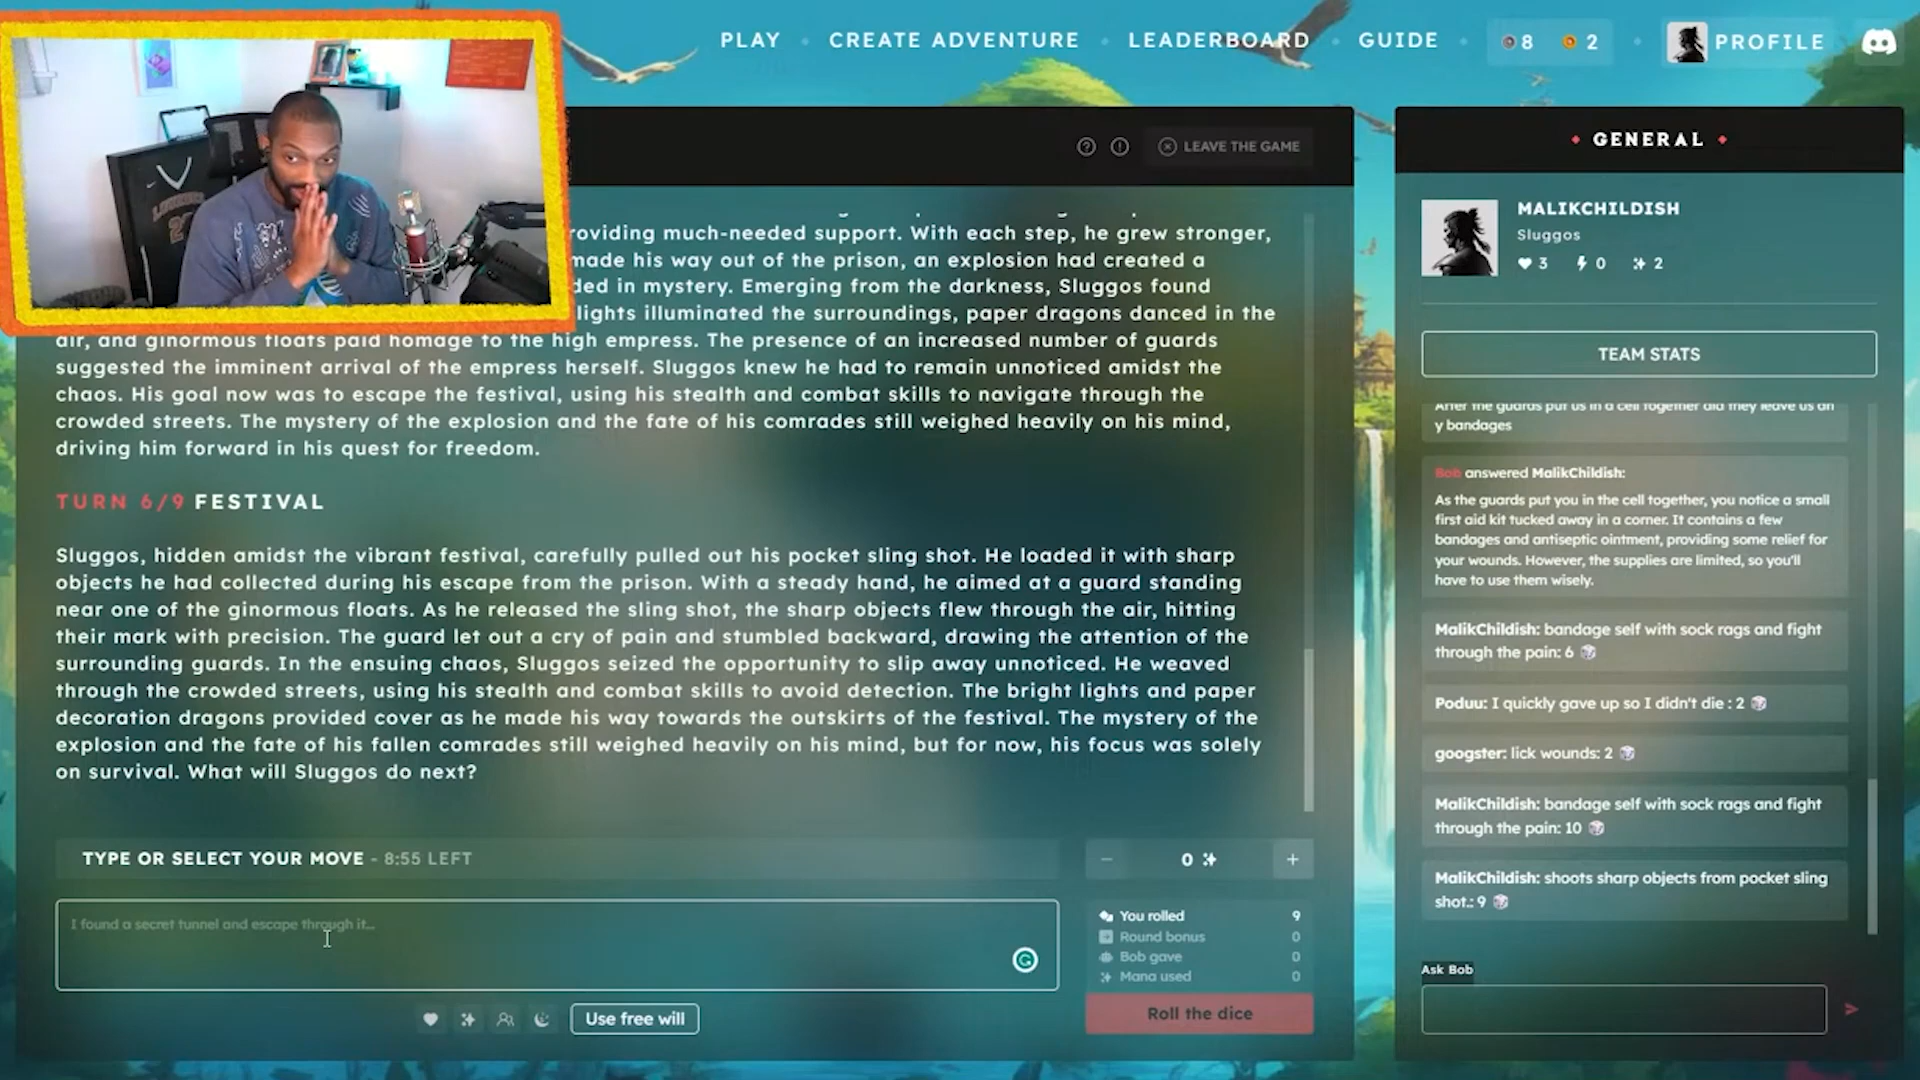 PLAY
CREATE ADVENTURE
LEADERBOARD
GUIDE
8
2
PROFILE
LEAVE THE GAME
roviding much-needed support. With each step, he grew stronger,
made his way out of the prison, an explosion had created a
ded in mystery. Emerging from the darkness, Sluggos found
lights illuminated the surroundings, paper dragons danced in the
air, and ginormous floats paid homage to the high empress. The presence of an increased number of guards
suggested the imminent arrival of the empress herself. Sluggos knew he had to remain unnoticed amidst the
chaos. His goal now was to escape the festival, using his stealth and combat skills to navigate through the
crowded streets. The mystery of the explosion and the fate of his comrades still weighed heavily on his mind,
driving him forward in his quest for freedom.
TURN 6/9 FESTIVAL
Sluggos, hidden amidst the vibrant festival, carefully pulled out his pocket sling shot. He loaded it with sharp
objects he had collected during his escape from the prison. With a steady hand, he aimed at a guard standing
near one of the ginormous floats. As he released the sling shot, the sharp objects flew through the air, hitting
their mark with precision. The guard let out a cry of pain and stumbled backward, drawing the attention of the
surrounding guards. In the ensuing chaos, Sluggos seized the opportunity to slip away unnoticed. He weaved
through the crowded streets, using his stealth and combat skills to avoid detection. The bright lights and paper
decoration dragons provided cover as he made his way towards the outskirts of the festival. The mystery of the
explosion and the fate of his fallen comrades still weighed heavily on his mind, but for now, his focus was solely
on survival. What will Sluggos do next?
TYPE OR SELECT YOUR MOVE - 8:55 LEFT
0
I found a secret tunnel and escape through it...
You rolled 9
Round bonus 0
Bob gave 0
Mana used 0
Use free will
Roll the dice
GENERAL
MALIKCHILDISH
Sluggos
3 0 2
TEAM STATS
After the guards put us in a cell together did they leave us an
y bandages
Bob answered MalikChildish:
As the guards put you in the cell together, you notice a small
first aid kit tucked away in a corner. It contains a few
bandages and antiseptic ointment, providing some relief for
your wounds. However, the supplies are limited, so you'll
have to use them wisely.
MalikChildish: bandage self with sock rags and fight
through the pain: 6
Poduu: I quickly gave up so I didn't die : 2
googster: lick wounds: 2
MalikChildish: bandage self with sock rags and fight
through the pain: 10
MalikChildish: shoots sharp objects from pocket sling
shot.: 9
Ask Bob